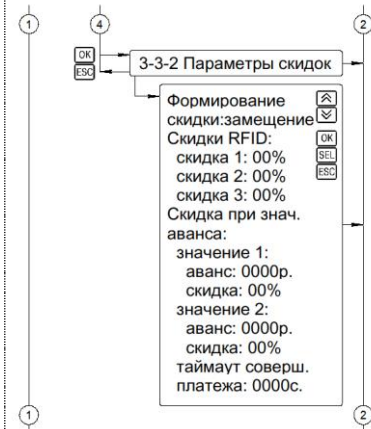 1 4 2
OK
ESC
3-3-2 Параметры скидок
Формирование
скидки:замещение
OK
SEL
ESC
Скидки RFID:
скидка 1: 00%
скидка 2: 00%
скидка 3: 00%
Скидка при знач.
аванса:
значение 1:
аванс: 0000р.
скидка: 00%
значение 2:
аванс: 0000р.
скидка: 00%
таймаут соверш.
платежа: 0000с.
1 2